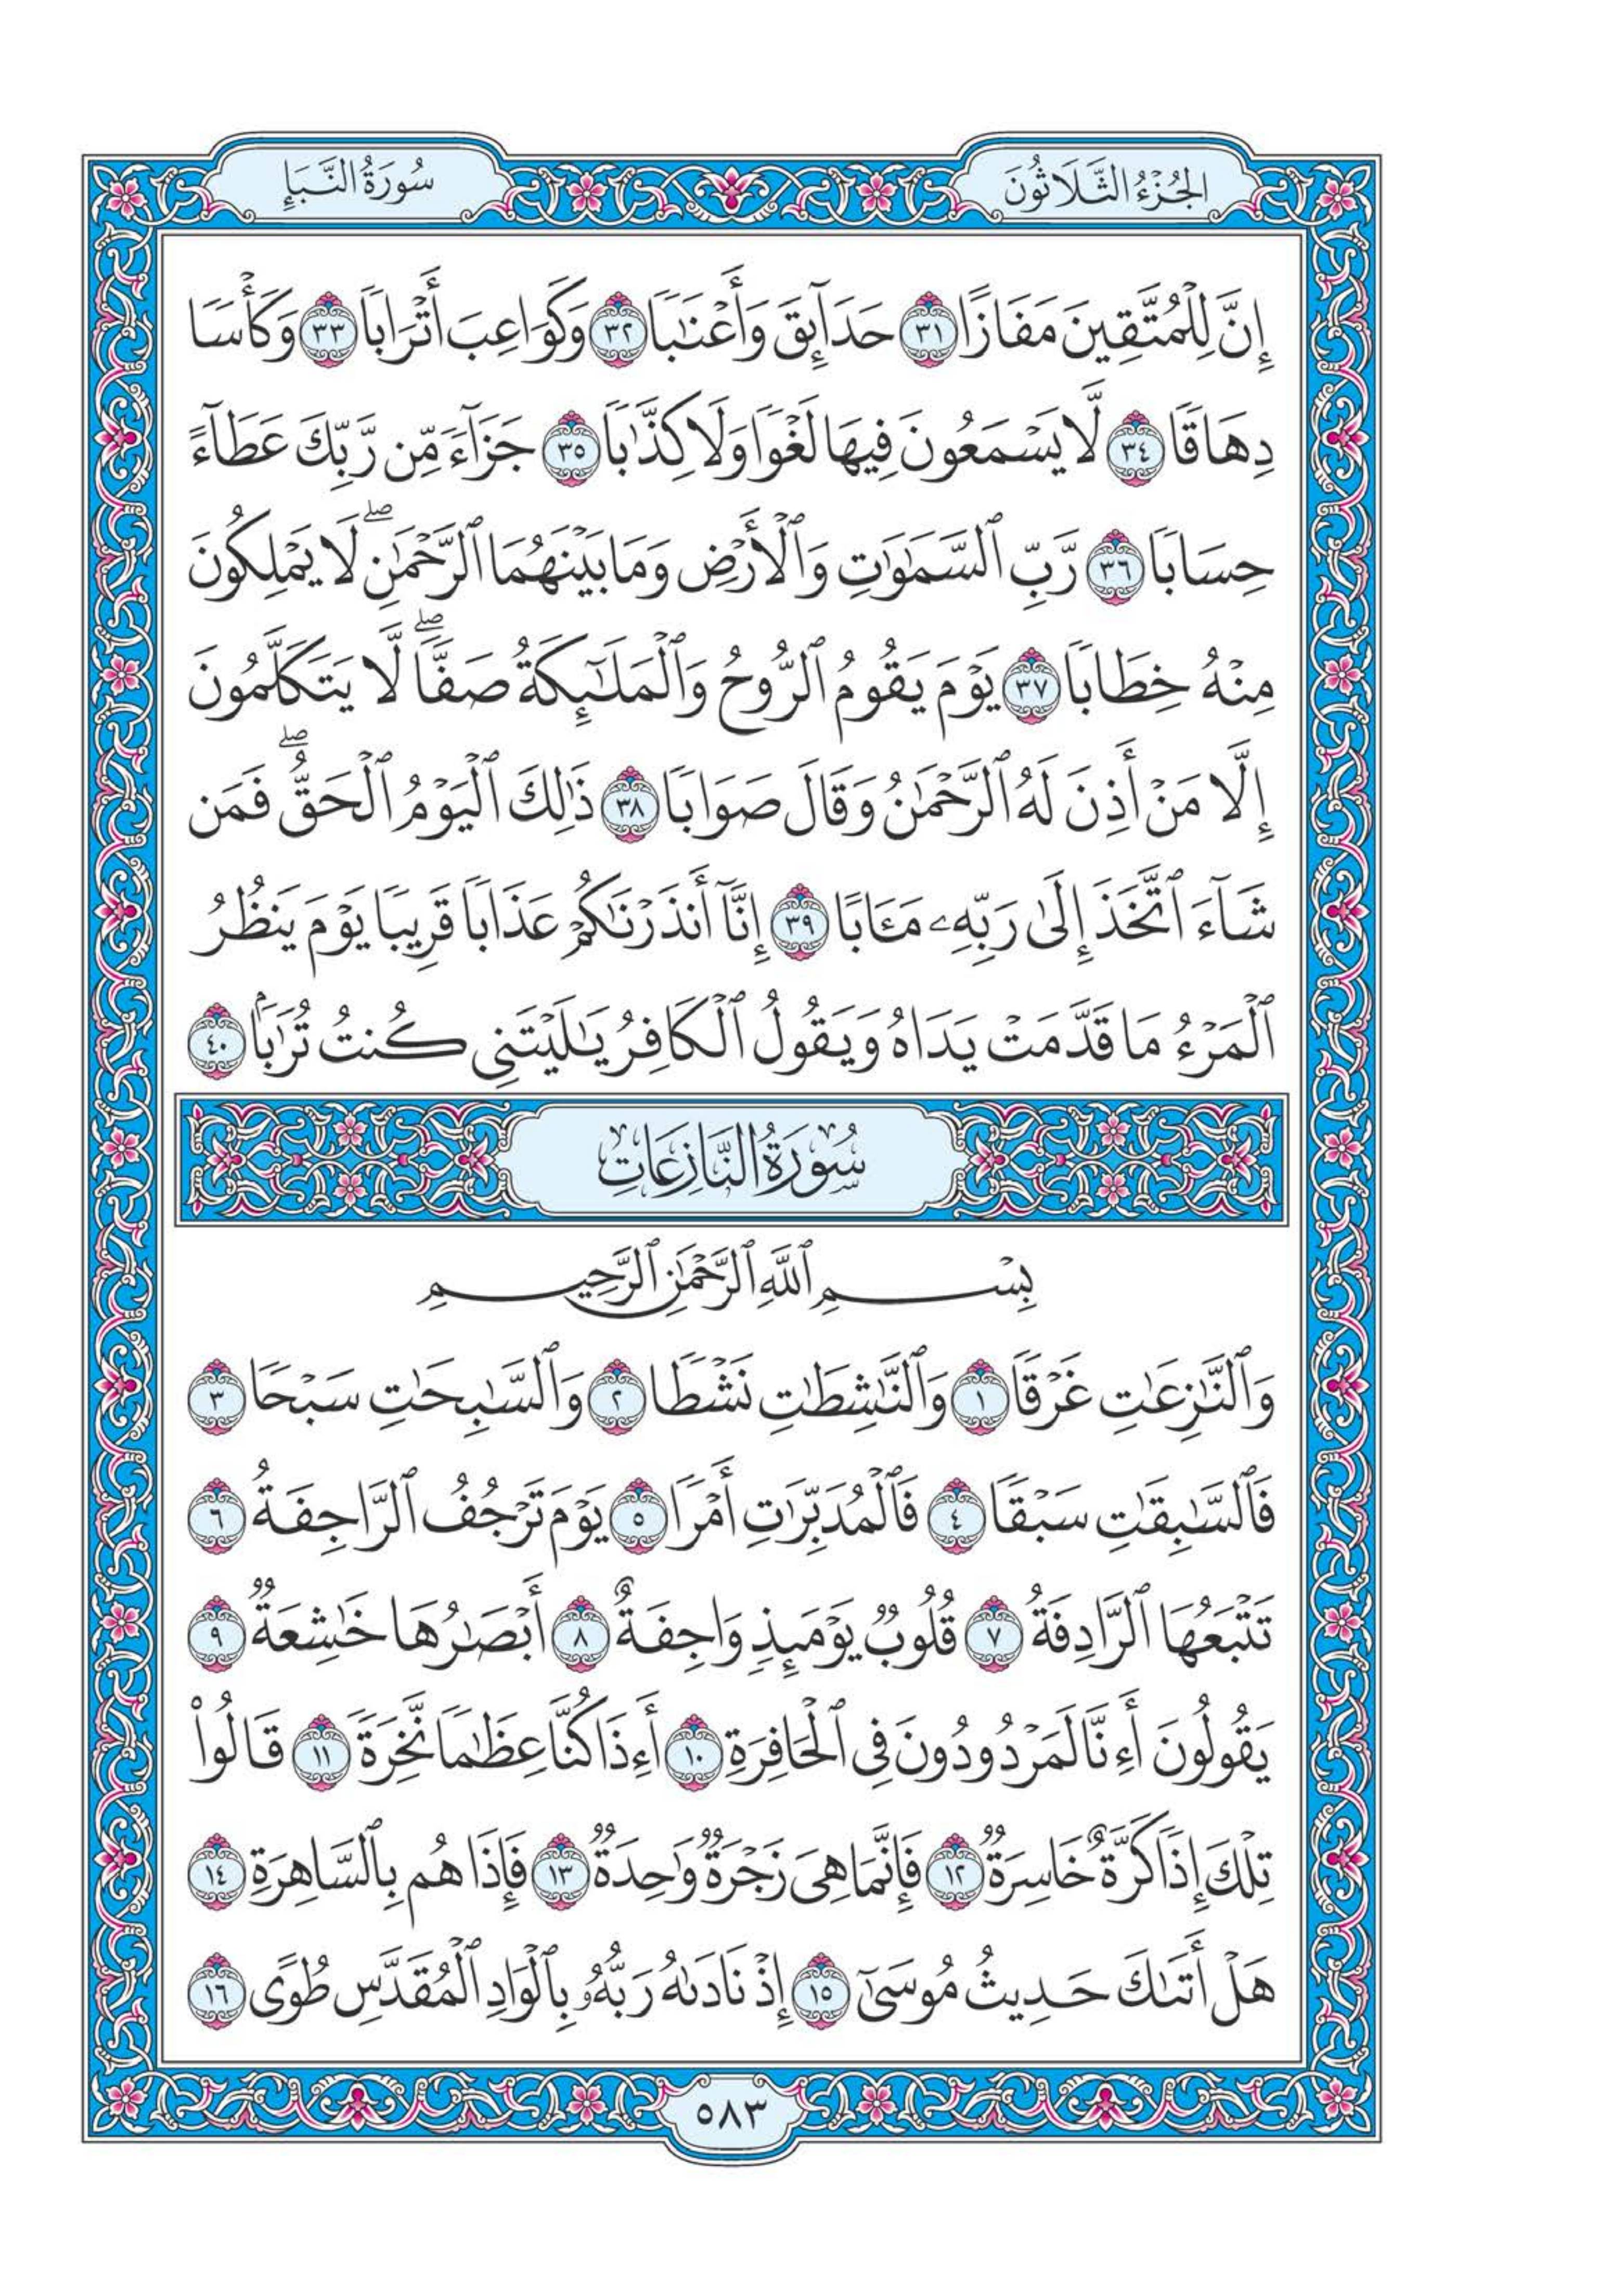 الجُزْءُ الثَّلَاثُونَ
سُورَةُ النَّبَإِ
إِنَّ لِلْمُتَّقِينَ مَفَازًا ٣١ حَدَآئِقَ وَأَعْنَٰبٗا ٣٢ وَكَوَاعِبَ أَتْرَابٗا ٣٣ وَكَأْسٗا
دِهَاقٗا ٣٤ لَّا يَسْمَعُونَ فِيهَا لَغْوٗا وَلَا كِذَّٰبٗا ٣٥ جَزَآءٗ مِّن رَّبِّكَ عَطَآءً
حِسَابٗا ٣٦ رَّبِّ ٱلسَّمَٰوَٰتِ وَٱلْأَرْضِ وَمَا بَيْنَهُمَا ٱلرَّحْمَٰنِۖ لَا يَمْلِكُونَ
مِنْهُ خِطَابٗا ٣٧ يَوْمَ يَقُومُ ٱلرُّوحُ وَٱلْمَلَٰٓئِكَةُ صَفّٗاۖ لَّا يَتَكَلَّمُونَ
إِلَّا مَنْ أَذِنَ لَهُ ٱلرَّحْمَٰنُ وَقَالَ صَوَابٗا ٣٨ ذَٰلِكَ ٱلْيَوْمُ ٱلْحَقُّۖ فَمَن
شَآءَ ٱتَّخَذَ إِلَىٰ رَبِّهِۦ مَـَٔابًا ٣٩ إِنَّآ أَنذَرْنَٰكُمْ عَذَابٗا قَرِيبٗا يَوْمَ يَنظُرُ
ٱلْمَرْءُ مَا قَدَّمَتْ يَدَاهُ وَيَقُولُ ٱلْكَافِرُ يَٰلَيْتَنِي كُنتُ تُرَٰبَۢا ٤٠
سُورَةُ النَّازِعَاتِ
بِسْمِ ٱللَّهِ ٱلرَّحْمَٰنِ ٱلرَّحِيمِ
وَٱلنَّٰزِعَٰتِ غَرْقٗا ١ وَٱلنَّٰشِطَٰتِ نَشْطٗا ٢ وَٱلسَّٰبِحَٰتِ سَبْحٗا ٣
فَٱلسَّٰبِقَٰتِ سَبْقٗا ٤ فَٱلْمُدَبِّرَٰتِ أَمْرٗا ٥ يَوْمَ تَرْجُفُ ٱلرَّاجِفَةُ ٦
تَتْبَعُهَا ٱلرَّادِفَةُ ٧ قُلُوبٞ يَوْمَئِذٖ وَاجِفَةٌ ٨ أَبْصَٰرُهَا خَٰشِعَةٞ ٩
يَقُولُونَ أَءِنَّا لَمَرْدُودُونَ فِي ٱلْحَافِرَةِ ١٠ أَءِذَا كُنَّا عِظَٰمٗا نَّخِرَةٗ ١١ قَالُوا۟
تِلْكَ إِذٗا كَرَّةٌ خَاسِرَةٞ ١٢ فَإِنَّمَا هِيَ زَجْرَةٞ وَٰحِدَةٞ ١٣ فَإِذَا هُم بِٱلسَّاهِرَةِ ١٤
هَلْ أَتَىٰكَ حَدِيثُ مُوسَىٰٓ ١٥ إِذْ نَادَىٰهُ رَبُّهُۥ بِٱلْوَادِ ٱلْمُقَدَّسِ طُوًى ١٦
٥٨٣